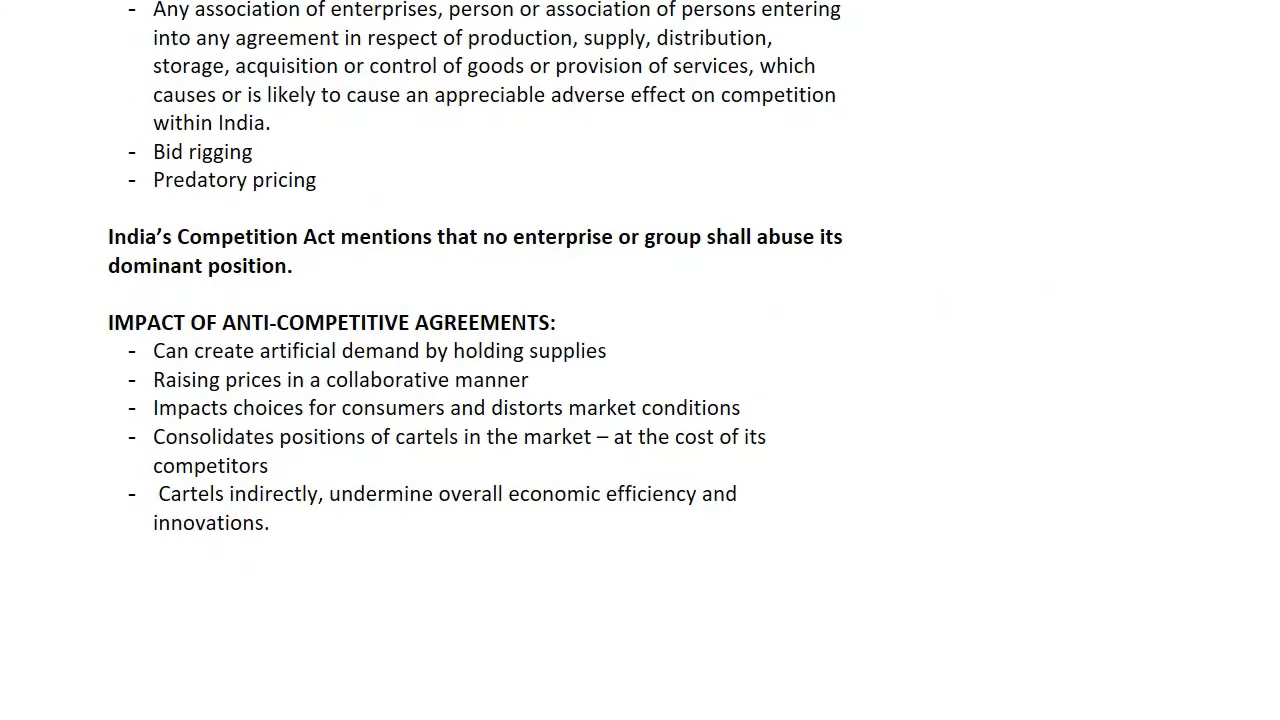 - Any association of enterprises, person or association of persons entering
into any agreement in respect of production, supply, distribution,
storage, acquisition or control of goods or provision of services, which
causes or is likely to cause an appreciable adverse effect on competition
within India.
- Bid rigging
- Predatory pricing
India’s Competition Act mentions that no enterprise or group shall abuse its
dominant position.
IMPACT OF ANTI-COMPETITIVE AGREEMENTS:
- Can create artificial demand by holding supplies
- Raising prices in a collaborative manner
- Impacts choices for consumers and distorts market conditions
- Consolidates positions of cartels in the market – at the cost of its
competitors
- Cartels indirectly, undermine overall economic efficiency and
innovations.